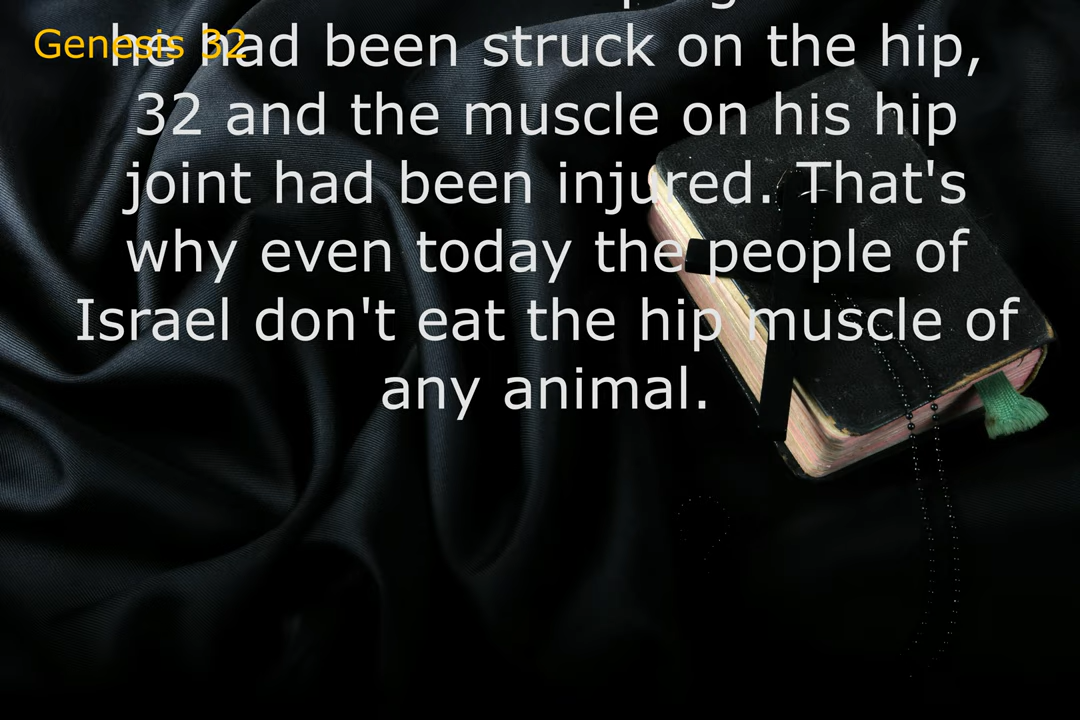 Genesis 32
he had been struck on the hip,
32 and the muscle on his hip
joint had been injured. That's
why even today the people of
Israel don't eat the hip muscle of
any animal.